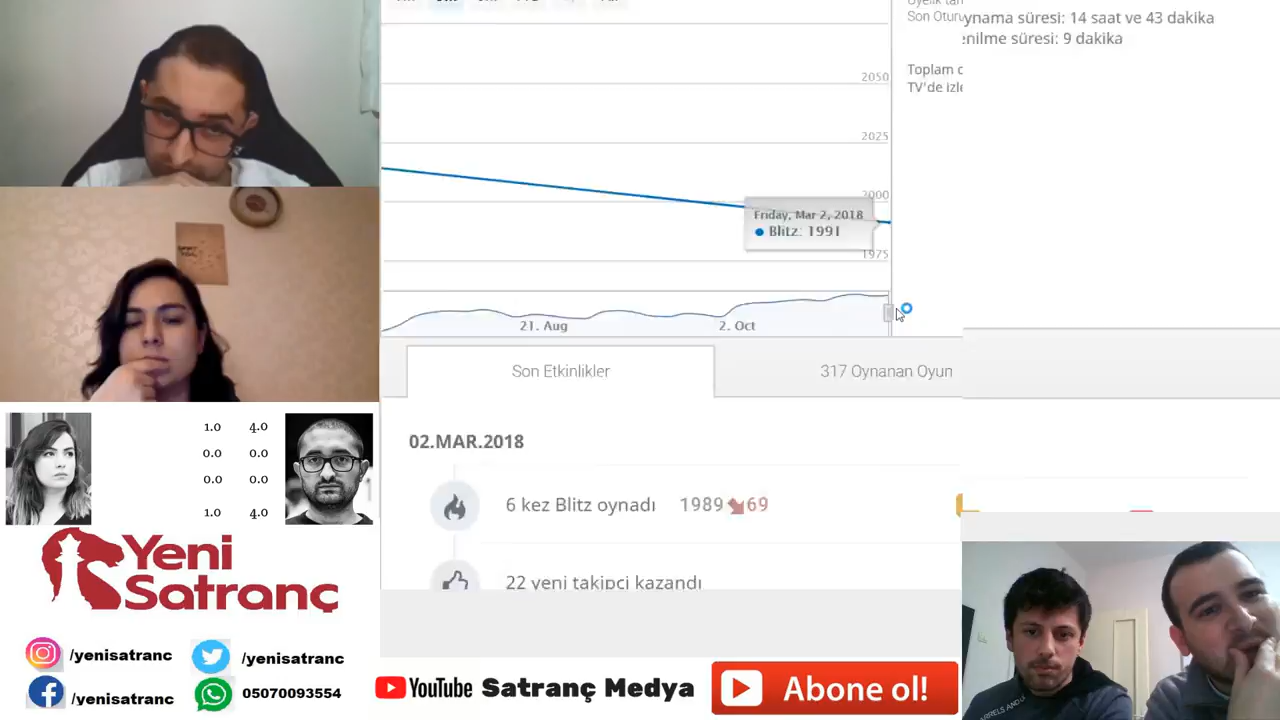 Son Oturu
ynama süresi: 14 saat ve 43 dakika
enilme süresi: 9 dakika
Toplam o
TV'de izle
2050
2025
2000
Friday, Mar 2, 2018
Blitz: 1991
1975
21. Aug
2. Oct
Son Etkinlikler
317 Oynanan Oyun
02.MAR.2018
6 kez Blitz oynadı 1989 69
22 yeni takipçi kazandı
1.0 4.0
0.0 0.0
0.0 0.0
1.0 4.0
Yeni
Satranç
/yenisatranc
/yenisatranc
/yenisatranc
05070093554
YouTube Satranç Medya
Abone ol!